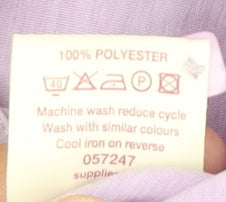 100% POLYESTER
40 P
Machine wash reduce cycle
Wash with similar colours
Cool iron on reverse
057247